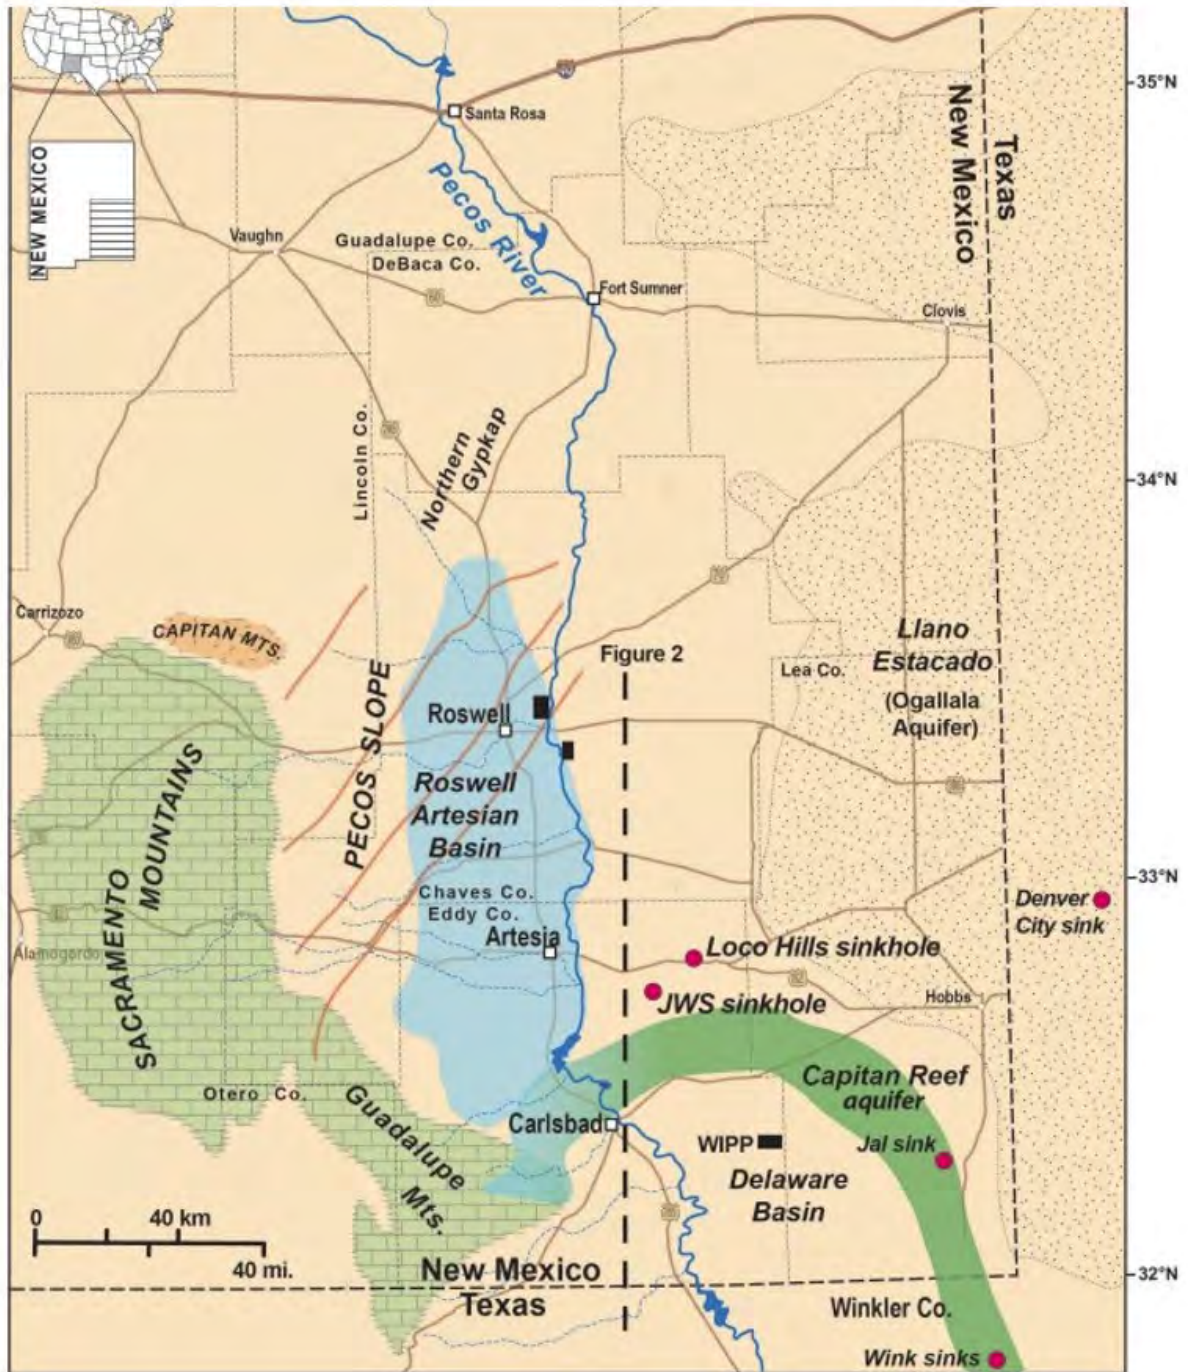 35°N
Santa Rosa
NEW MEXICO
New Mexico
Texas
Pecos River
Vaughn
Guadalupe Co.
DeBaca Co.
60
Fort Sumner
Clovis
Lincoln Co.
Northern
Gypkap
34°N
Carrizozo
CAPITAN MTS.
PECOS SLOPE
Figure 2
Lea Co.
Llano
Estacado
(Ogallala
Aquifer)
Roswell
Roswell
Artesian
Basin
SACRAMENTO
MOUNTAINS
33°N
Chaves Co.
Eddy Co.
Artesia
Denver
City sink
Alamogordo
Loco Hills sinkhole
JWS sinkhole
Hobbs
Otero Co.
Guadalupe
Mts.
Capitan Reef
aquifer
Carlsbad
WIPP
Jal sink
Delaware
Basin
0
40 km
40 mi.
New Mexico
Texas
32°N
Winkler Co.
Wink sinks